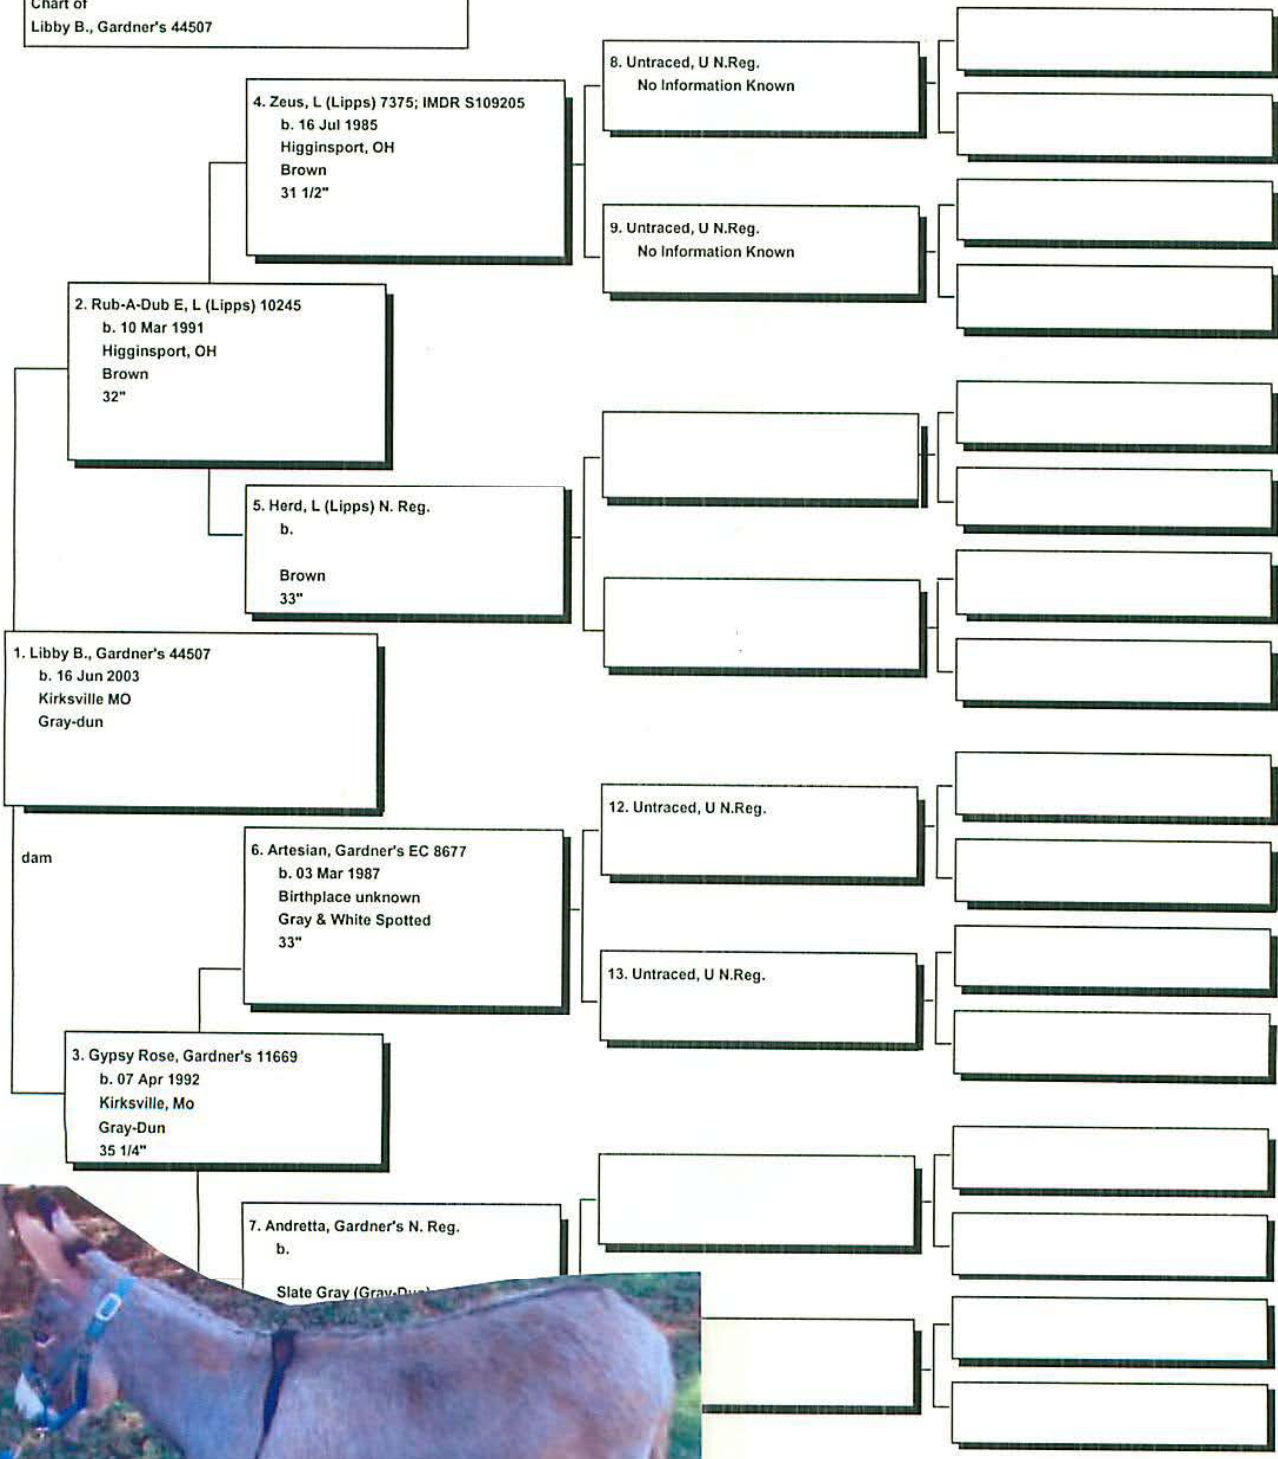 Chart of
Libby B., Gardner's 44507
8. Untraced, U N.Reg.
No Information Known
4. Zeus, L (Lipps) 7375; IMDR S109205
b. 16 Jul 1985
Higginsport, OH
Brown
31 1/2"
9. Untraced, U N.Reg.
No Information Known
2. Rub-A-Dub E, L (Lipps) 10245
b. 10 Mar 1991
Higginsport, OH
Brown
32"
5. Herd, L (Lipps) N. Reg.
b.
Brown
33"
1. Libby B., Gardner's 44507
b. 16 Jun 2003
Kirksville MO
Gray-dun
12. Untraced, U N.Reg.
dam
6. Artesian, Gardner's EC 8677
b. 03 Mar 1987
Birthplace unknown
Gray & White Spotted
33"
13. Untraced, U N.Reg.
3. Gypsy Rose, Gardner's 11669
b. 07 Apr 1992
Kirksville, Mo
Gray-Dun
35 1/4"
7. Andretta, Gardner's N. Reg.
b.
Slate Gray (Gray-Dun)